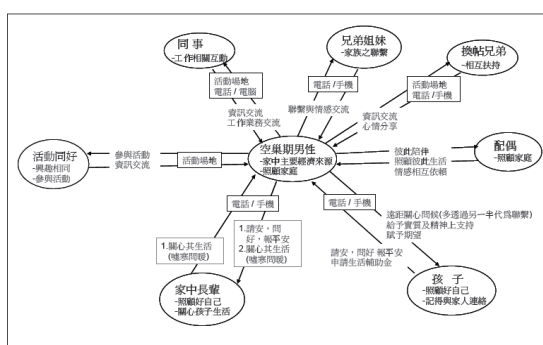 同 事
-工作相關互動
兄弟姐妹
-家族之聯繫
換帖兄弟
-相互扶持
活動場地
電話 / 電腦
電話 / 手機
活動場地
電話 / 手機
資訊交流
工作業務交流
聯繫與情感交流
資訊交流
心情分享
活動同好
-興趣相同
-參與活動
參與活動
資訊交流
活動場地
空巢期男性
-家中主要經濟來源
-照顧家庭
彼此陪伴
照顧彼此生活
情感相互依賴
配偶
-照顧家庭
電話 / 手機
電話 / 手機
1.關心其生活
(噓寒問暖)
1.請安，問
好，報平安
2.關心其生活
(噓寒問暖)
遠距關心問候(多透過另一半代為聯繫)
給予實質及精神上支持
賦予期望
請安，問好 報平安
申請生活輔助金
家中長輩
-照顧好自己
-關心孩子生活
孩 子
-照顧好自己
-記得與家人連絡